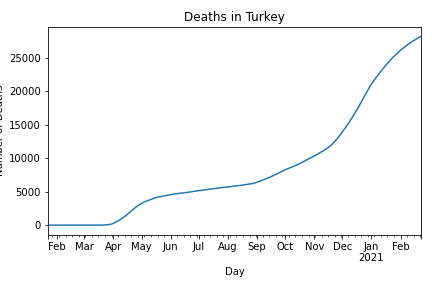 Deaths in Turkey
Number of Deaths
25000
20000
15000
10000
5000
0
Feb Mar Apr May Jun Jul Aug Sep Oct Nov Dec Jan Feb
2021
Day